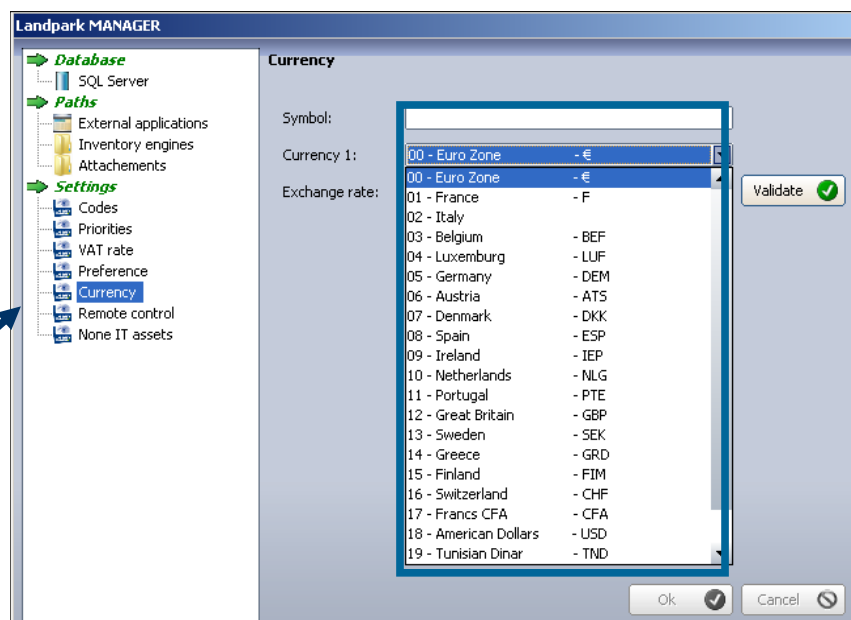 Landpark MANAGER
Database
SQL Server
Paths
External applications
Inventory engines
Attachements
Settings
Codes
Priorities
VAT rate
Preference
Currency
Remote control
None IT assets
Currency
Symbol:
Currency 1: 00 - Euro Zone - €
Exchange rate:
00 - Euro Zone - €
01 - France - F
02 - Italy
03 - Belgium - BEF
04 - Luxemburg - LUF
05 - Germany - DEM
06 - Austria - ATS
07 - Denmark - DKK
08 - Spain - ESP
09 - Ireland - IEP
10 - Netherlands - NLG
11 - Portugal - PTE
12 - Great Britain - GBP
13 - Sweden - SEK
14 - Greece - GRD
15 - Finland - FIM
16 - Switzerland - CHF
17 - Francs CFA - CFA
18 - American Dollars - USD
19 - Tunisian Dinar - TND
Validate
Ok
Cancel